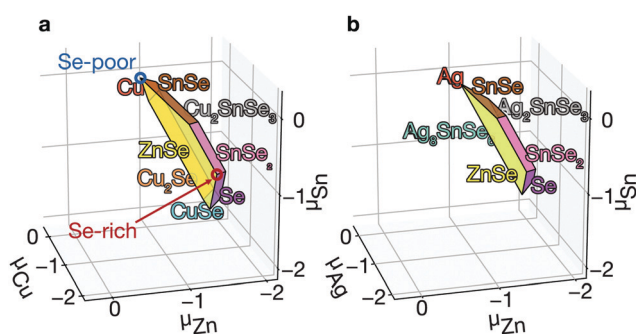 a
Se-poor
Cu
SnSe
Cu₂SnSe₃
ZnSe
SnSe₂
Cu₂Se
Se
CuSe
Se-rich
0
-1
-2
μSn
0
-1
-2
μCu
0
-1
-2
μZn
b
Ag
SnSe
Ag₂SnSe₃
Ag₈SnSe
SnSe₂
ZnSe
Se
0
-1
-2
μSn
0
-1
-2
μAg
0
-1
-2
μZn